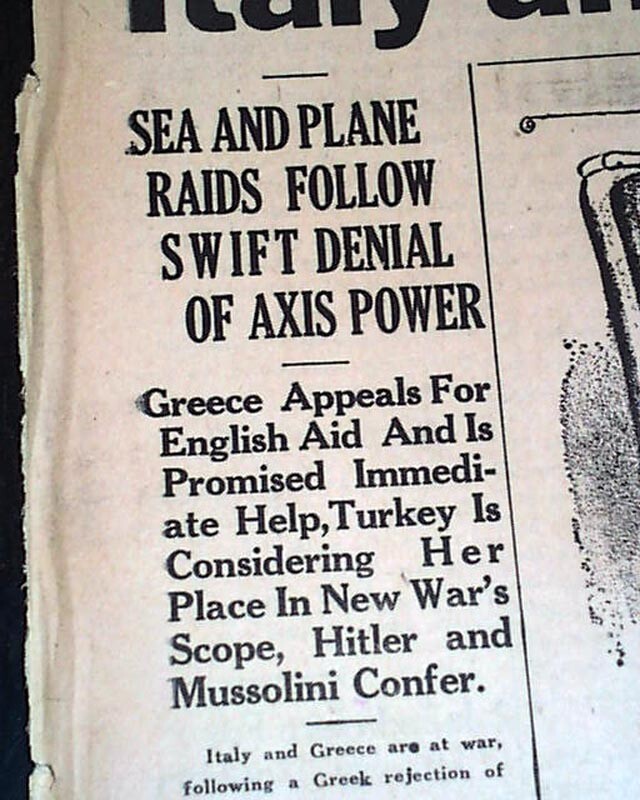 Italy
SEA AND PLANE
RAIDS FOLLOW
SWIFT DENIAL
OF AXIS POWER
Greece Appeals For
English Aid And Is
Promised Immedi-
ate Help, Turkey Is
Considering Her
Place In New War's
Scope, Hitler and
Mussolini Confer.
Italy and Greece are at war,
following a Greek rejection of